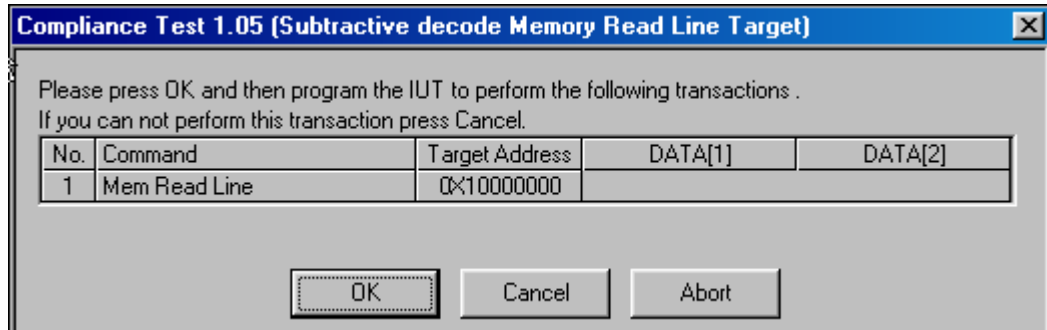 Compliance Test 1.05 (Subtractive decode Memory Read Line Target)
Please press OK and then program the IUT to perform the following transactions .
If you can not perform this transaction press Cancel.
No. Command Target Address DATA[1] DATA[2]
1 Mem Read Line 0X10000000
OK Cancel Abort